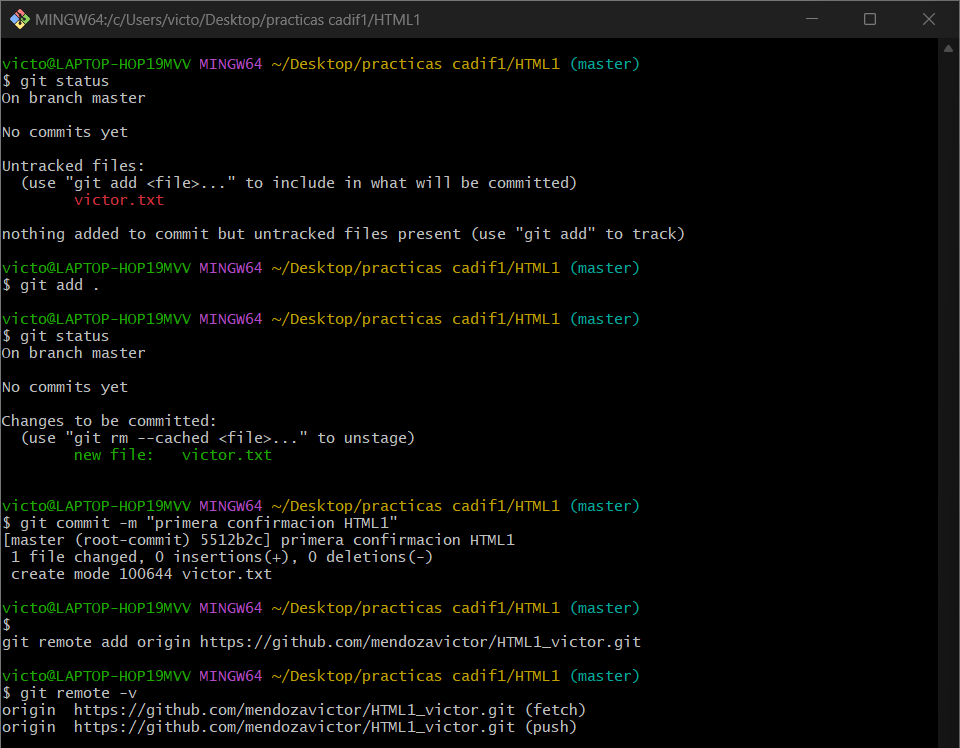 MINGW64:/c/Users/victo/Desktop/practicas cadif1/HTML1
victo@LAPTOP-HOP19MVV MINGW64 ~/Desktop/practicas cadif1/HTML1 (master)
$ git status
On branch master
No commits yet
Untracked files:
(use "git add <file>..." to include in what will be committed)
victor.txt
nothing added to commit but untracked files present (use "git add" to track)
victo@LAPTOP-HOP19MVV MINGW64 ~/Desktop/practicas cadif1/HTML1 (master)
$ git add .
victo@LAPTOP-HOP19MVV MINGW64 ~/Desktop/practicas cadif1/HTML1 (master)
$ git status
On branch master
No commits yet
Changes to be committed:
(use "git rm --cached <file>..." to unstage)
new file:   victor.txt
victo@LAPTOP-HOP19MVV MINGW64 ~/Desktop/practicas cadif1/HTML1 (master)
$ git commit -m "primera confirmacion HTML1"
[master (root-commit) 5512b2c] primera confirmacion HTML1
1 file changed, 0 insertions(+), 0 deletions(-)
create mode 100644 victor.txt
victo@LAPTOP-HOP19MVV MINGW64 ~/Desktop/practicas cadif1/HTML1 (master)
$
git remote add origin https://github.com/mendozavictor/HTML1_victor.git
victo@LAPTOP-HOP19MVV MINGW64 ~/Desktop/practicas cadif1/HTML1 (master)
$ git remote -v
origin  https://github.com/mendozavictor/HTML1_victor.git (fetch)
origin  https://github.com/mendozavictor/HTML1_victor.git (push)